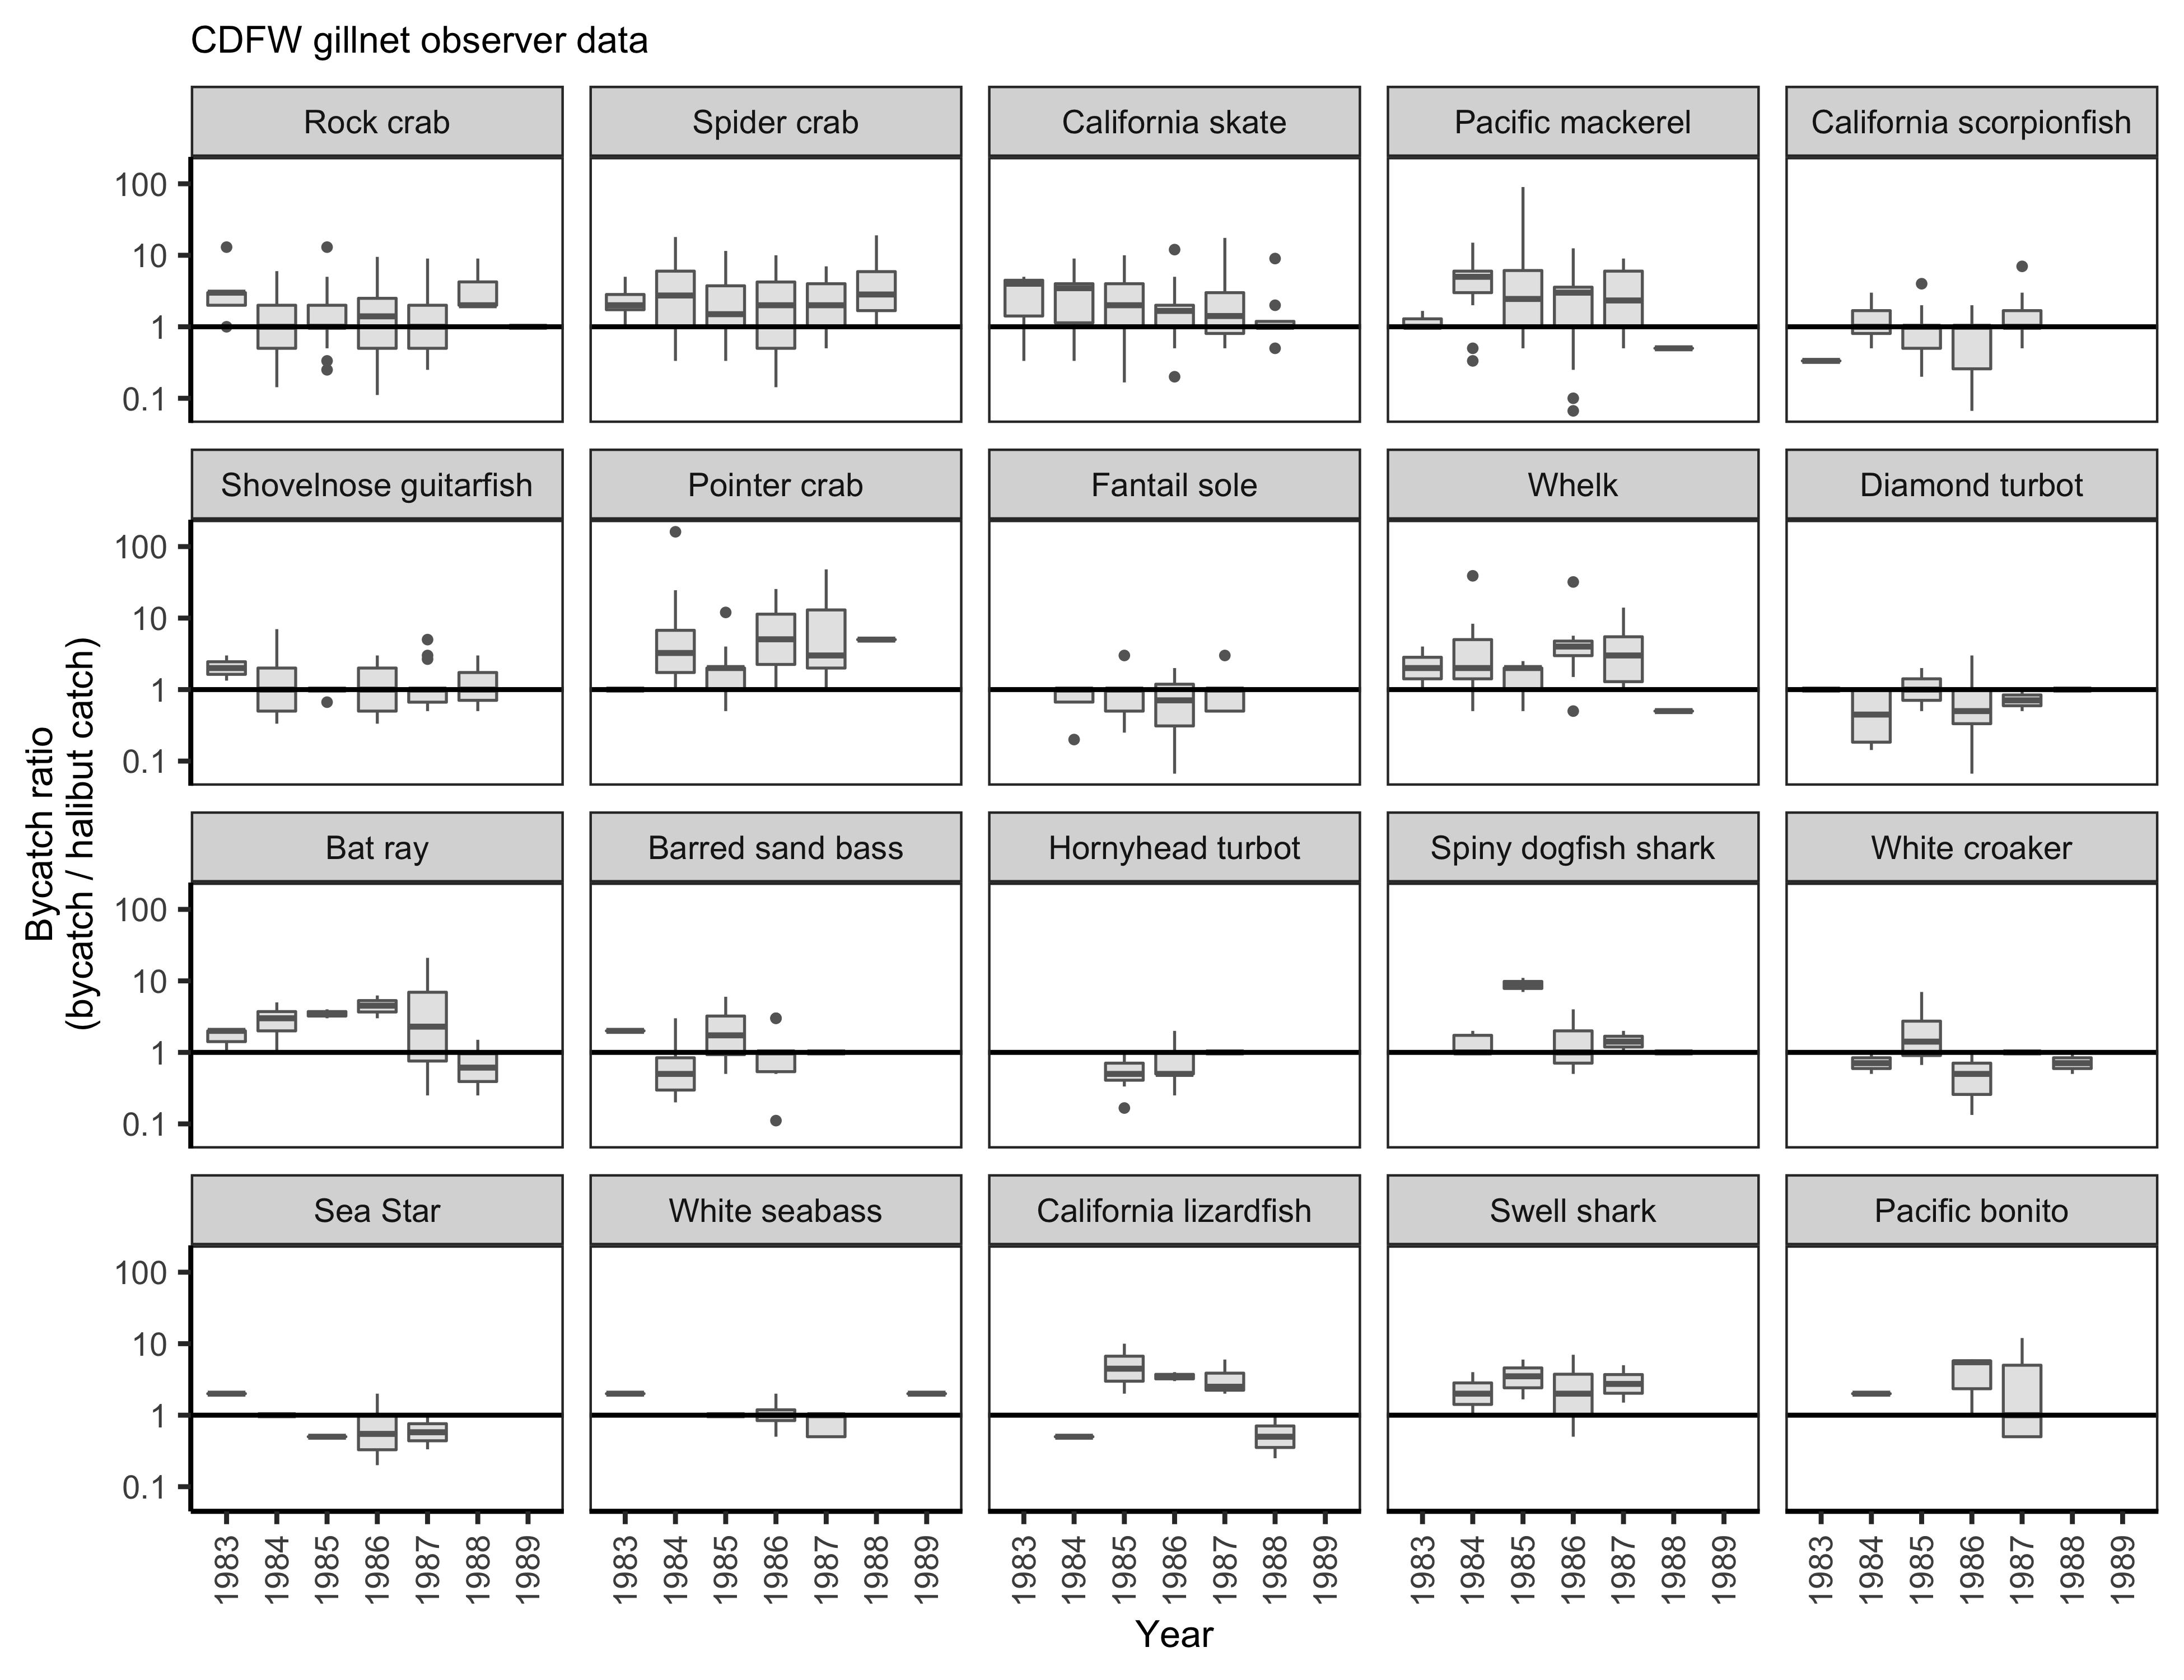 CDFW gillnet observer data
Rock crab
Spider crab
California skate
Pacific mackerel
California scorpionfish
100
10
1
0.1
Shovelnose guitarfish
Pointer crab
Fantail sole
Whelk
Diamond turbot
100
10
1
0.1
Bycatch ratio
(bycatch / halibut catch)
Bat ray
Barred sand bass
Hornyhead turbot
Spiny dogfish shark
White croaker
100
10
1
0.1
Sea Star
White seabass
California lizardfish
Swell shark
Pacific bonito
100
10
1
0.1
1983 1984 1985 1986 1987 1988 1989
1983 1984 1985 1986 1987 1988 1989
1983 1984 1985 1986 1987 1988 1989
1983 1984 1985 1986 1987 1988 1989
1983 1984 1985 1986 1987 1988 1989
Year